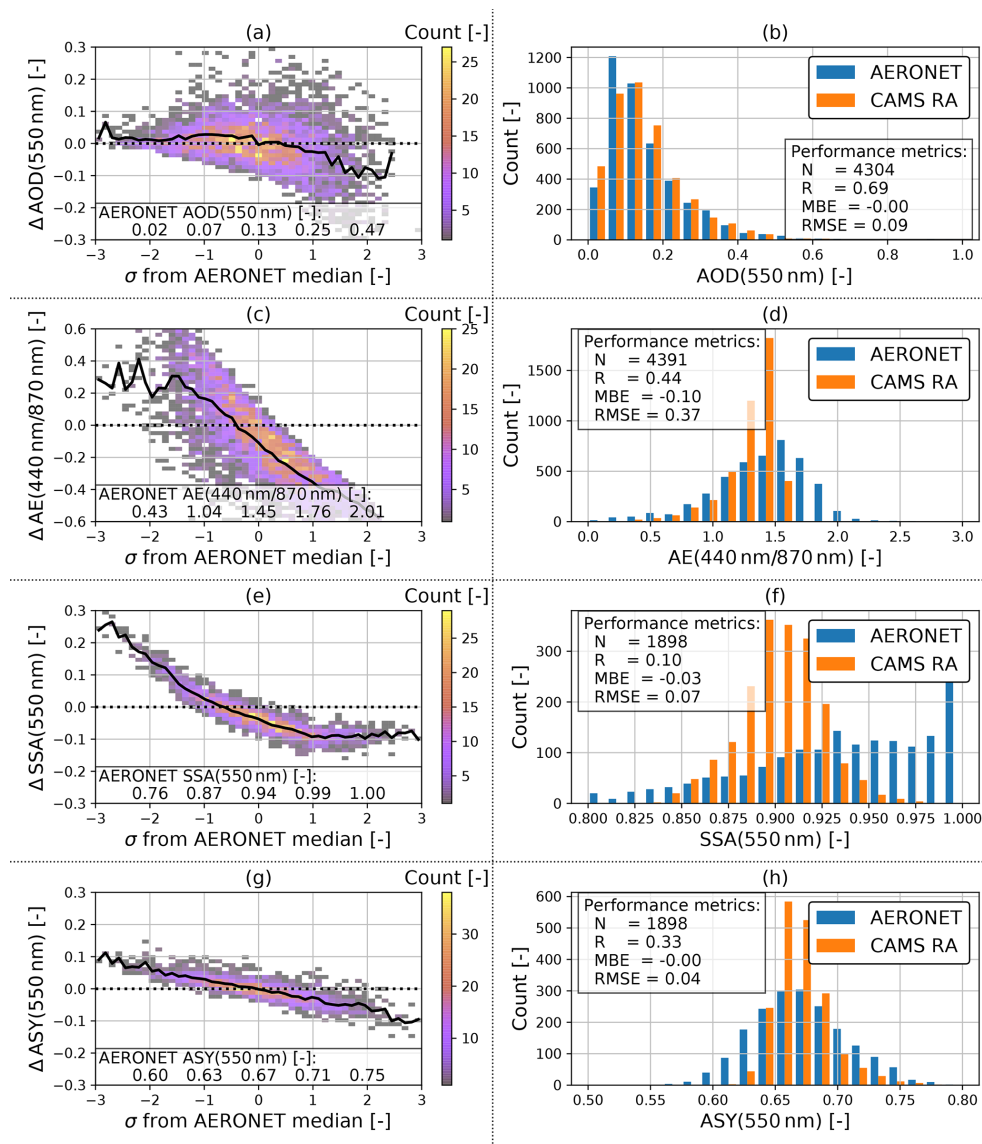 (a)
Count [-]
Δ AOD(550 nm) [-]
0.3
0.2
0.1
0.0
−0.1
−0.2
−0.3
AERONET AOD(550 nm) [-]:
0.02 0.07 0.13 0.25 0.47
−3 −2 −1 0 1 2 3
σ from AERONET median [-]
25
20
15
10
5
(b)
Count [-]
1200
1000
800
600
400
200
0
AERONET
CAMS RA
Performance metrics:
N = 4304
R = 0.69
MBE = -0.00
RMSE = 0.09
0.0 0.2 0.4 0.6 0.8 1.0
AOD(550 nm) [-]
(c)
Count [-]
Δ AE(440 nm/870 nm) [-]
0.6
0.4
0.2
0.0
−0.2
−0.4
−0.6
AERONET AE(440 nm/870 nm) [-]:
0.43 1.04 1.45 1.76 2.01
−3 −2 −1 0 1 2 3
σ from AERONET median [-]
25
20
15
10
5
(d)
Count [-]
1500
1000
500
0
Performance metrics:
N = 4391
R = 0.44
MBE = -0.10
RMSE = 0.37
AERONET
CAMS RA
0.0 0.5 1.0 1.5 2.0 2.5 3.0
AE(440 nm/870 nm) [-]
(e)
Count [-]
ΔSSA(550 nm) [-]
0.3
0.2
0.1
0.0
−0.1
−0.2
−0.3
AERONET SSA(550 nm) [-]:
0.76 0.87 0.94 0.99 1.00
−3 −2 −1 0 1 2 3
σ from AERONET median [-]
25
20
15
10
5
(f)
Count [-]
300
200
100
0
Performance metrics:
N = 1898
R = 0.10
MBE = -0.03
RMSE = 0.07
AERONET
CAMS RA
0.800 0.825 0.850 0.875 0.900 0.925 0.950 0.975 1.000
SSA(550 nm) [-]
(g)
Count [-]
Δ ASY(550 nm) [-]
0.3
0.2
0.1
0.0
−0.1
−0.2
−0.3
AERONET ASY(550 nm) [-]:
0.60 0.63 0.67 0.71 0.75
−3 −2 −1 0 1 2 3
σ from AERONET median [-]
30
20
10
(h)
Count [-]
600
500
400
300
200
100
0
Performance metrics:
N = 1898
R = 0.33
MBE = -0.00
RMSE = 0.04
AERONET
CAMS RA
0.50 0.55 0.60 0.65 0.70 0.75 0.80
ASY(550 nm) [-]